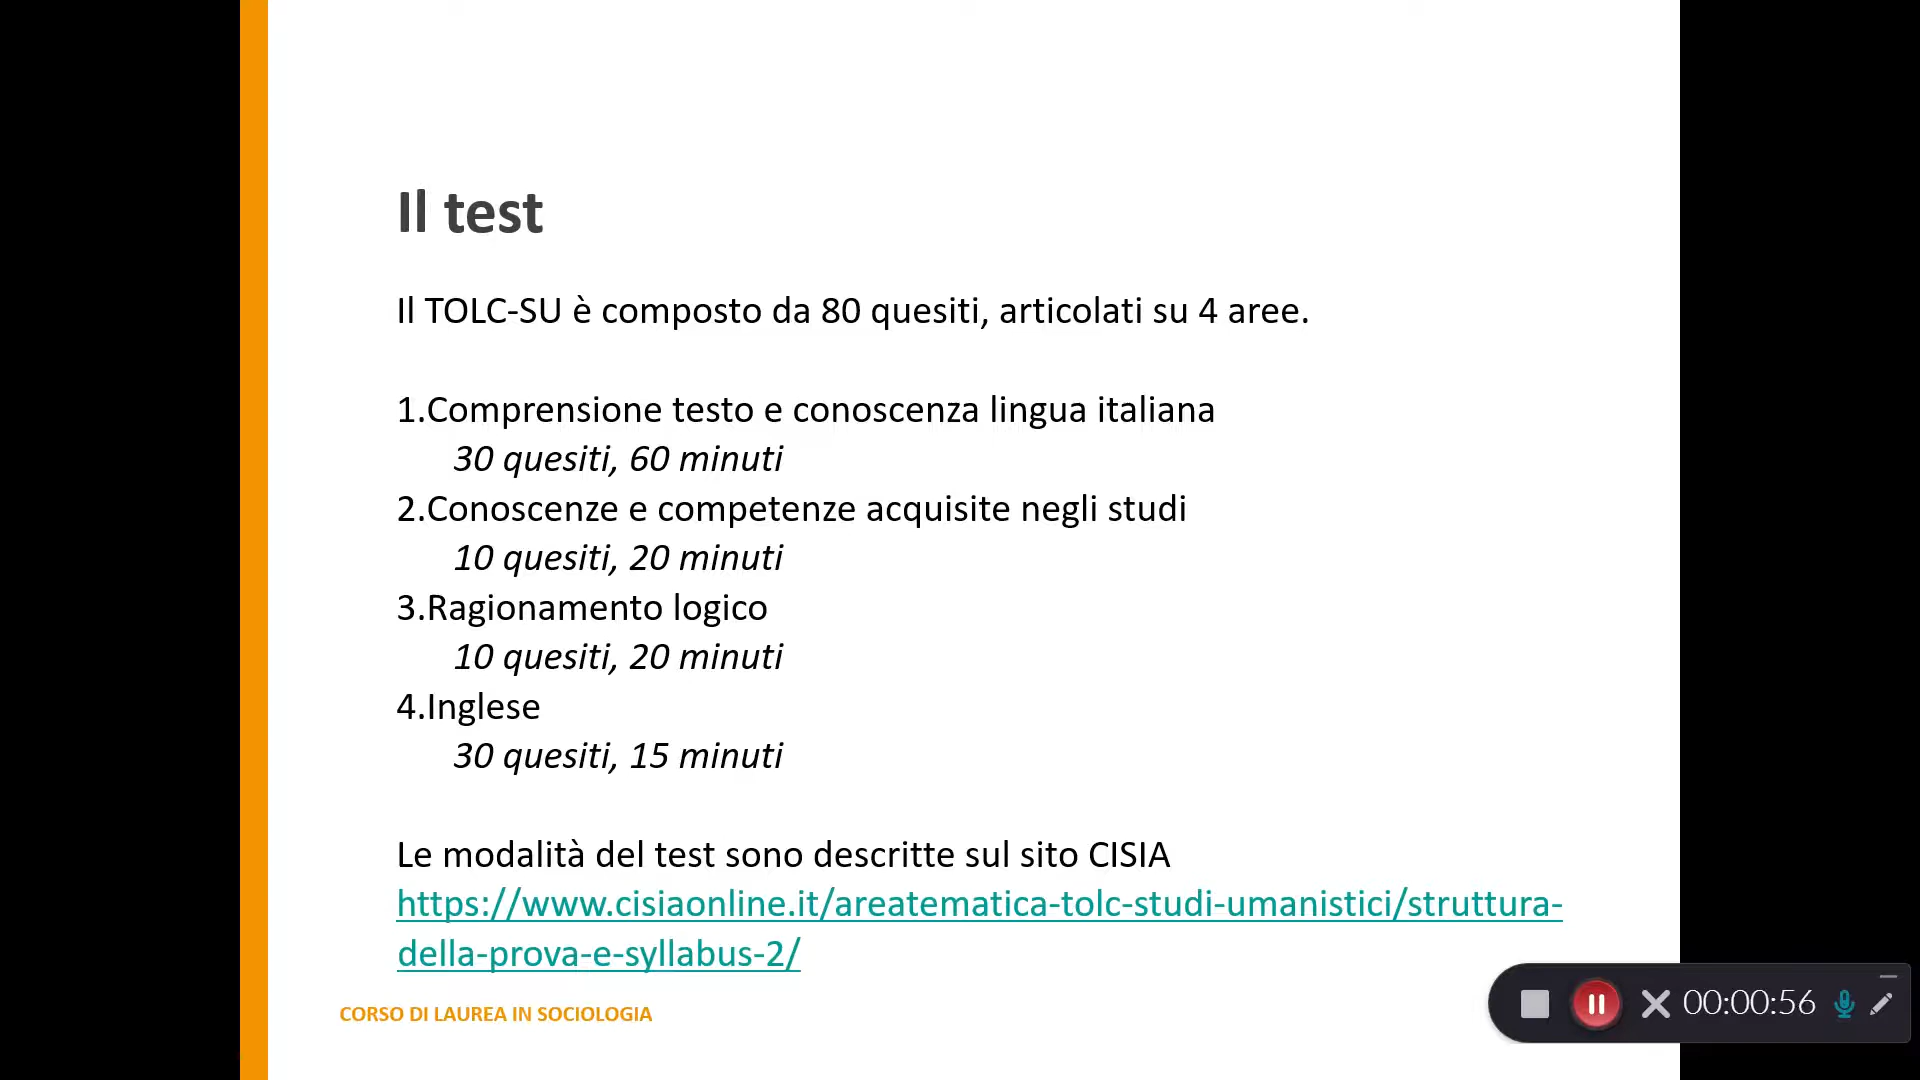 Il test
Il TOLC-SU è composto da 80 quesiti, articolati su 4 aree.
1.Comprensione testo e conoscenza lingua italiana
30 quesiti, 60 minuti
2.Conoscenze e competenze acquisite negli studi
10 quesiti, 20 minuti
3.Ragionamento logico
10 quesiti, 20 minuti
4.Inglese
30 quesiti, 15 minuti
Le modalità del test sono descritte sul sito CISIA
https://www.cisiaonline.it/areatematica-tolc-studi-umanistici/struttura-
della-prova-e-syllabus-2/
CORSO DI LAUREA IN SOCIOLOGIA
00:00:56